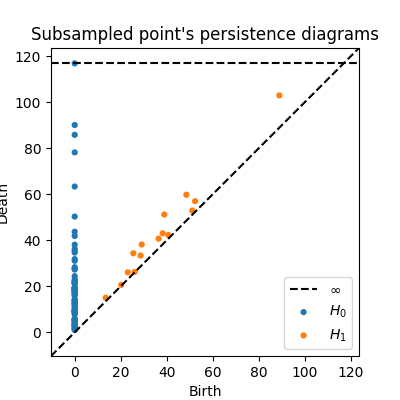 Subsampled point's persistence diagrams
120
100
80
60
40
20
0
Death
0 20 40 60 80 100 120
Birth
∞
H₀
H₁